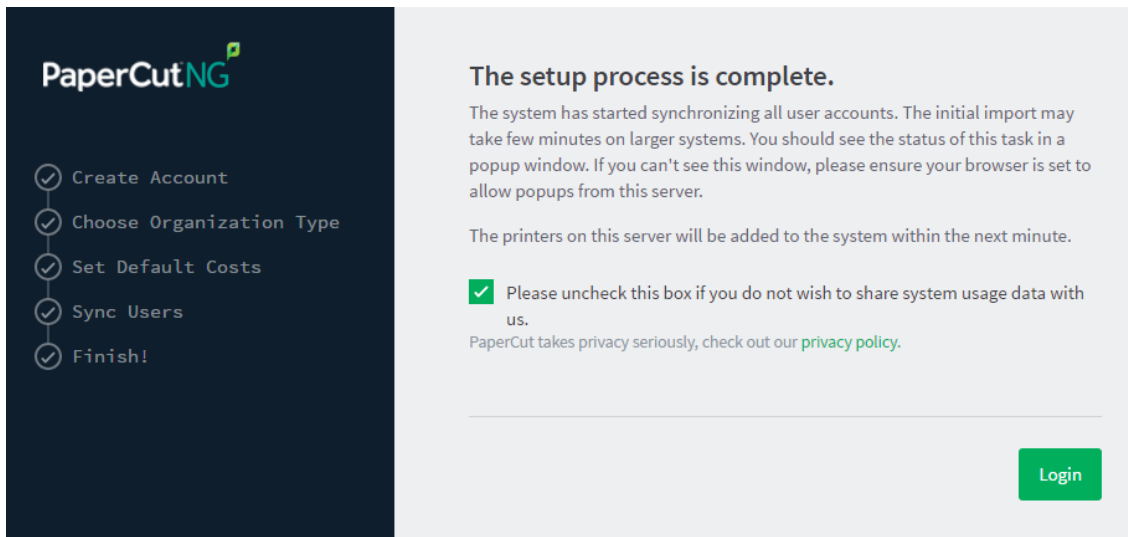 PaperCut NG
Create Account
Choose Organization Type
Set Default Costs
Sync Users
Finish!
The setup process is complete.
The system has started synchronizing all user accounts. The initial import may
take few minutes on larger systems. You should see the status of this task in a
popup window. If you can't see this window, please ensure your browser is set to
allow popups from this server.
The printers on this server will be added to the system within the next minute.
Please uncheck this box if you do not wish to share system usage data with
us.
PaperCut takes privacy seriously, check out our privacy policy.
Login